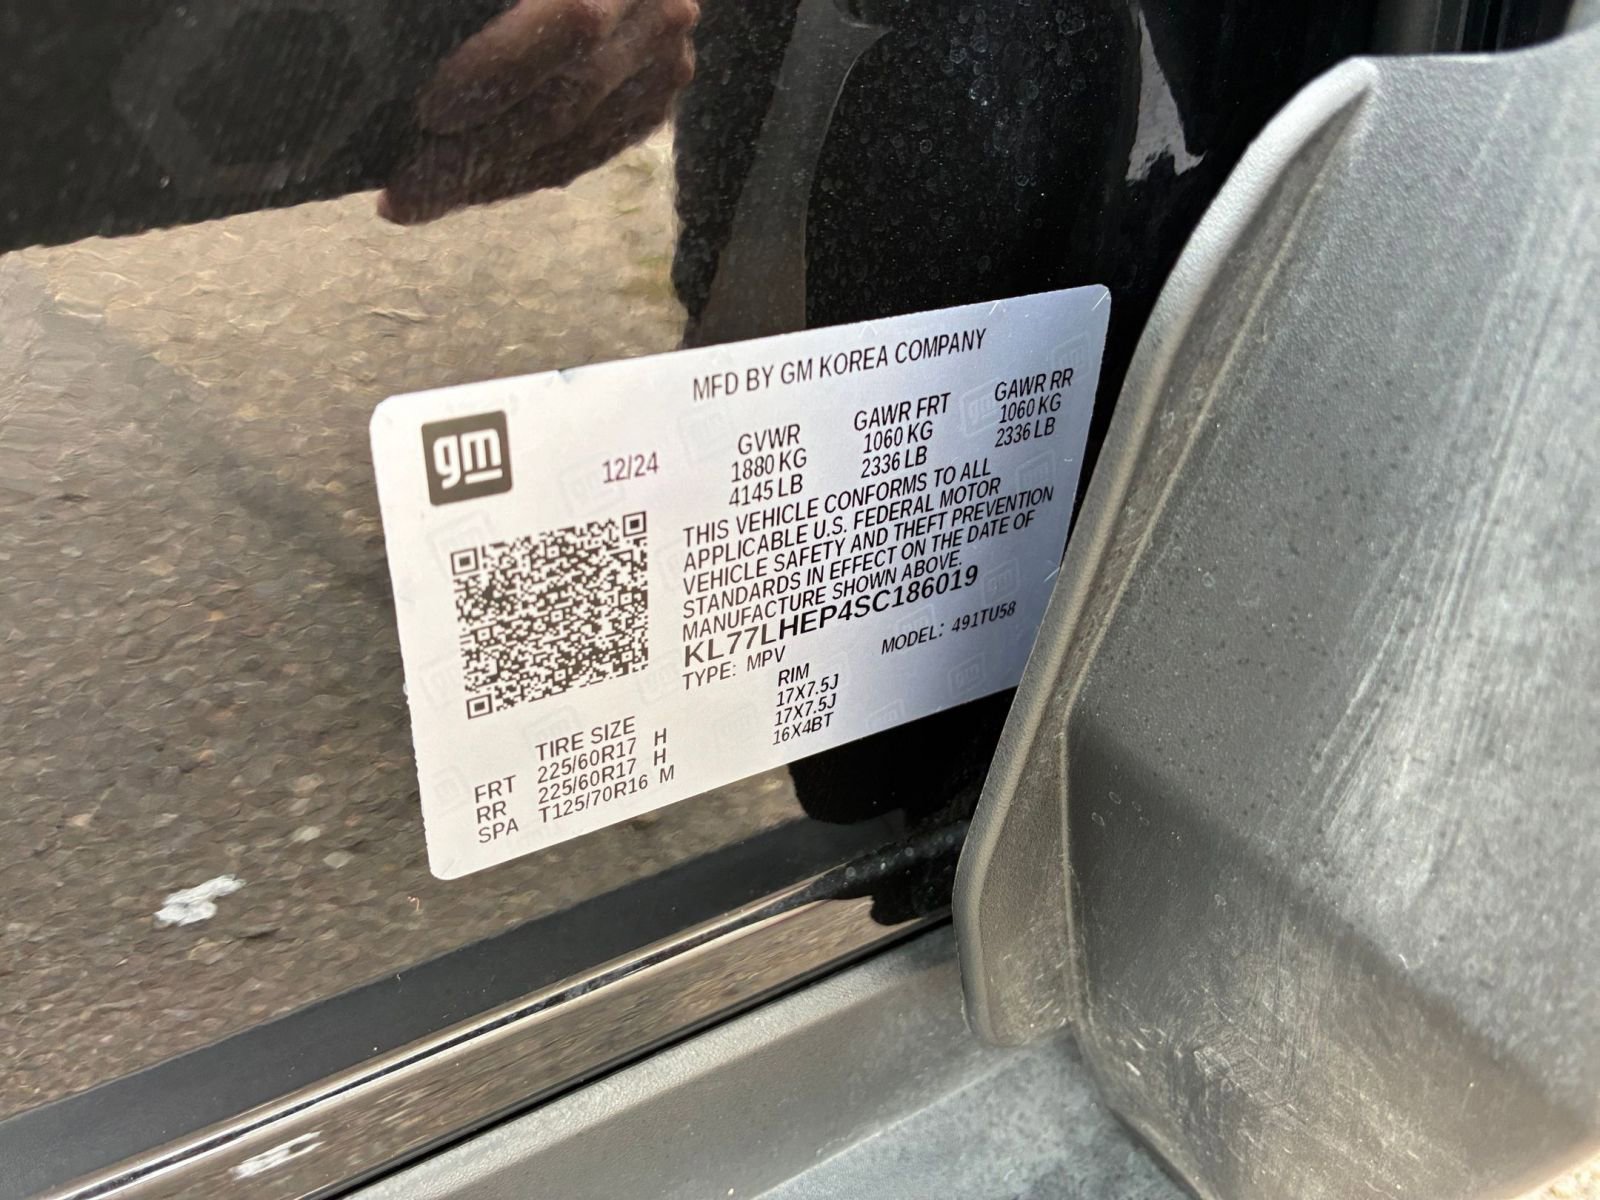 MFD BY GM KOREA COMPANY
gm
12/24
GVWR GAWR FRT GAWR RR
1880 KG 1060 KG 1060 KG
4145 LB 2336 LB 2336 LB
THIS VEHICLE CONFORMS TO ALL
APPLICABLE U.S. FEDERAL MOTOR
VEHICLE SAFETY AND THEFT PREVENTION
STANDARDS IN EFFECT ON THE DATE OF
MANUFACTURE SHOWN ABOVE.
KL77LHEP4SC186019
TYPE: MPV MODEL: 491TU58
TIRE SIZE RIM
FRT 225/60R17 H 17X7.5J
RR 225/60R17 H 17X7.5J
SPA T125/70R16 M 16X4BT